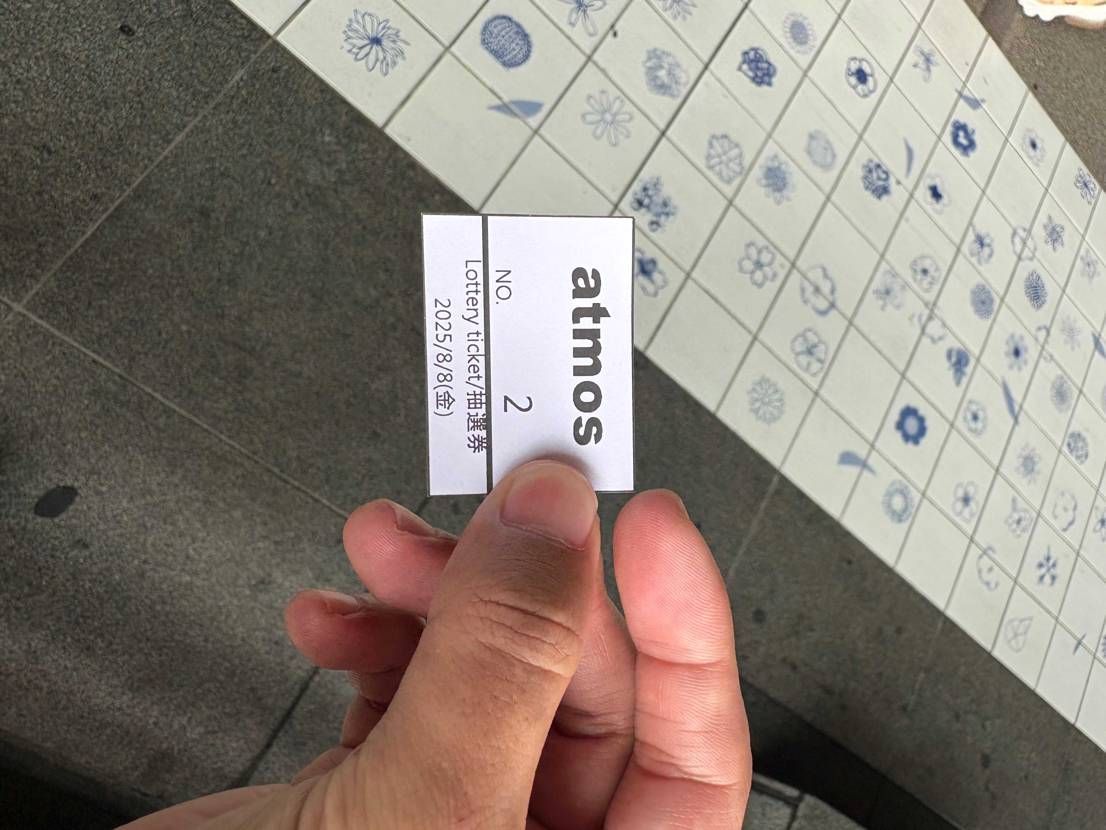 atmos
NO. 2
Lottery ticket/抽選券
2025/8/8(金)